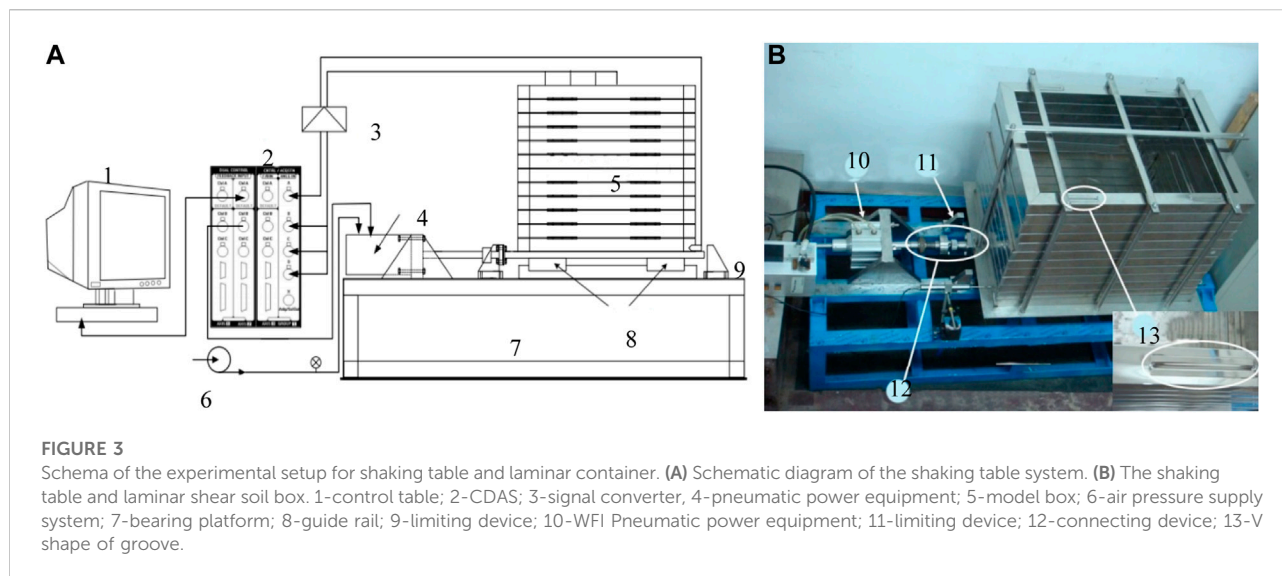 A
B
1
2
3
4
5
6
7
8
9
10
11
12
13
DUAL CONTROL
FIGURE 3
Schema of the experimental setup for shaking table and laminar container. (A) Schematic diagram of the shaking table system. (B) The shaking
table and laminar shear soil box. 1-control table; 2-CDAS; 3-signal converter, 4-pneumatic power equipment; 5-model box; 6-air pressure supply
system; 7-bearing platform; 8-guide rail; 9-limiting device; 10-WFI Pneumatic power equipment; 11-limiting device; 12-connecting device; 13-V
shape of groove.